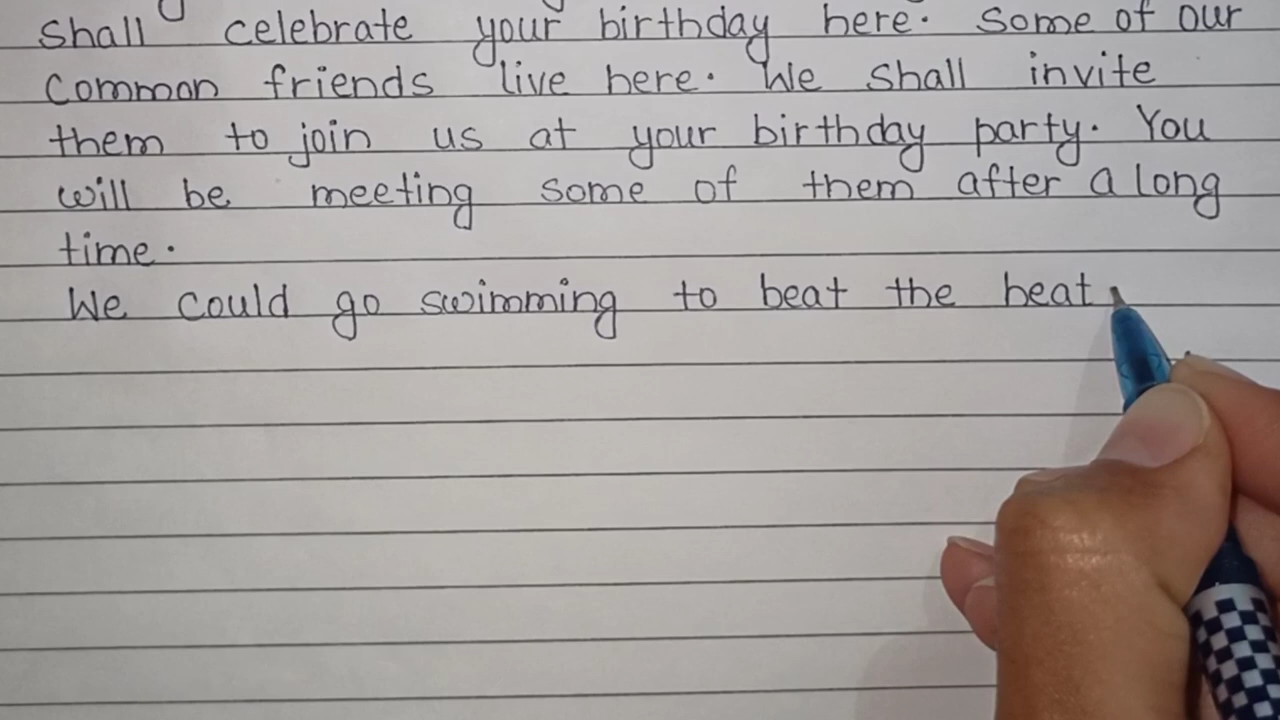 shall celebrate your birthday here. Some of our
common friends live here. We shall invite
them to join us at your birthday party. You
will be meeting some of them after a long
time.
We could go swimming to beat the heat